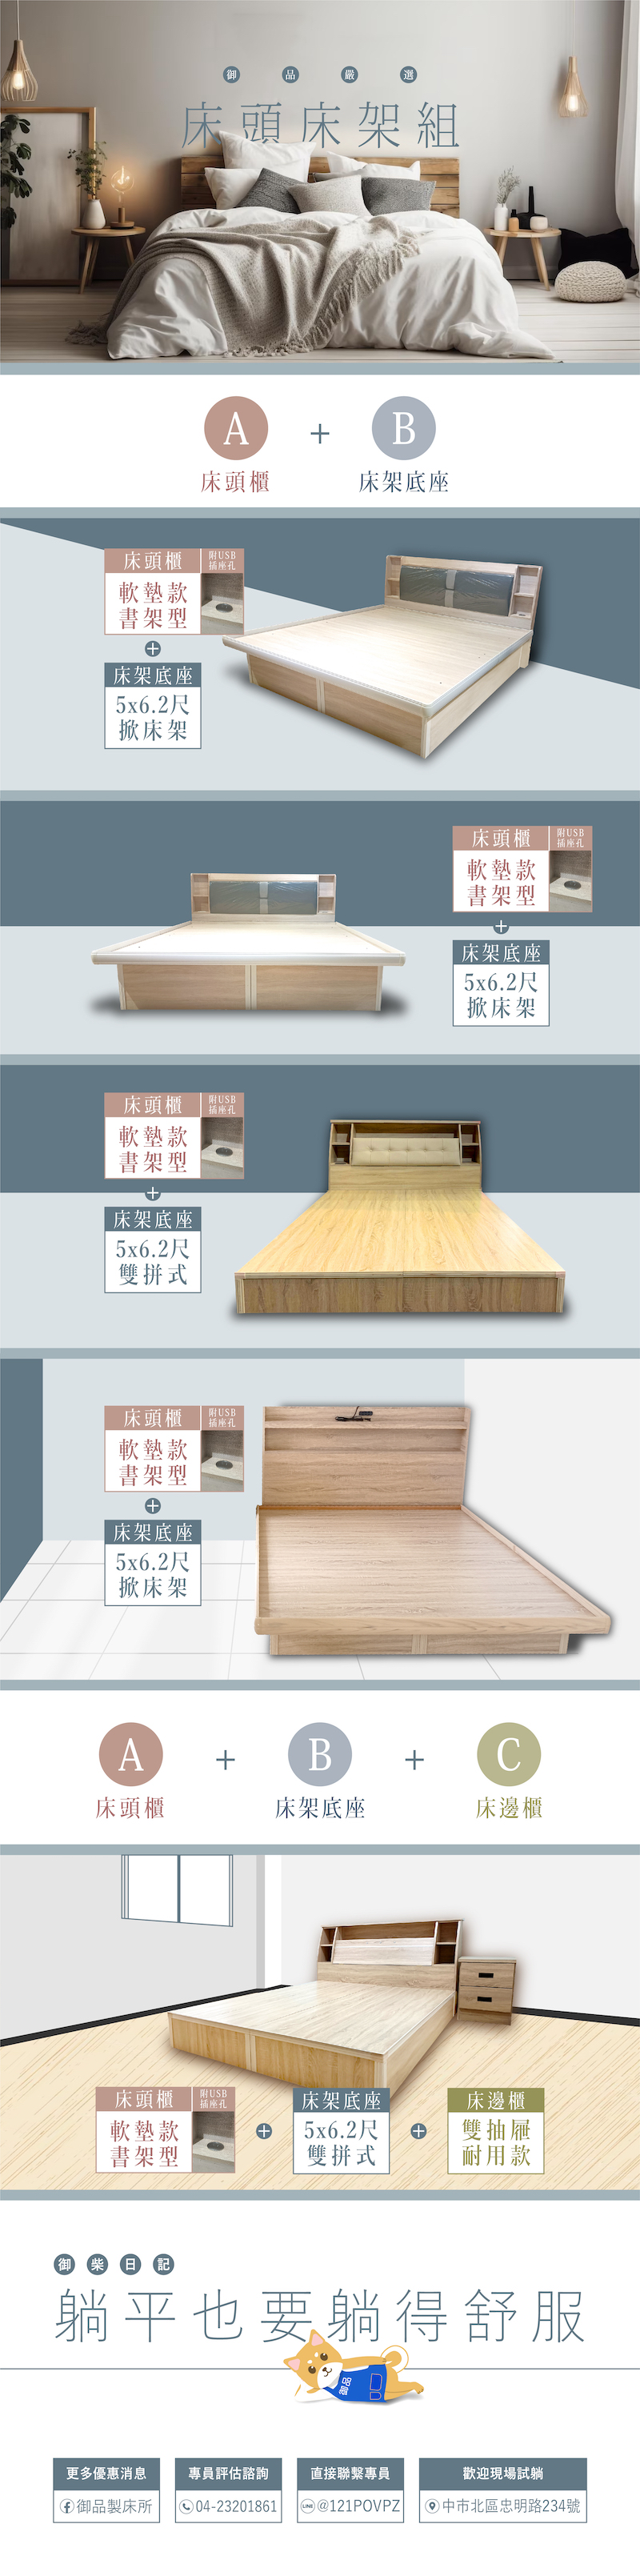 御品嚴選
床頭床架組
A + B
床頭櫃 床架底座
床頭櫃 附USB插座孔
軟墊款
書架型
+
床架底座
5x6.2尺
掀床架
床頭櫃 附USB插座孔
軟墊款
書架型
+
床架底座
5x6.2尺
掀床架
床頭櫃 附USB插座孔
軟墊款
書架型
+
床架底座
5x6.2尺
雙拼式
床頭櫃 附USB插座孔
軟墊款
書架型
+
床架底座
5x6.2尺
掀床架
A + B + C
床頭櫃 床架底座 床邊櫃
床頭櫃 附USB插座孔
軟墊款
書架型
+
床架底座
5x6.2尺
雙拼式
+
床邊櫃
雙抽屜
耐用款
御柴日記
躺平也要躺得舒服
御品
更多優惠消息
御品製床所
專員評估諮詢
04-23201861
直接聯繫專員
LINE @121POVPZ
歡迎現場試躺
中市北區忠明路234號